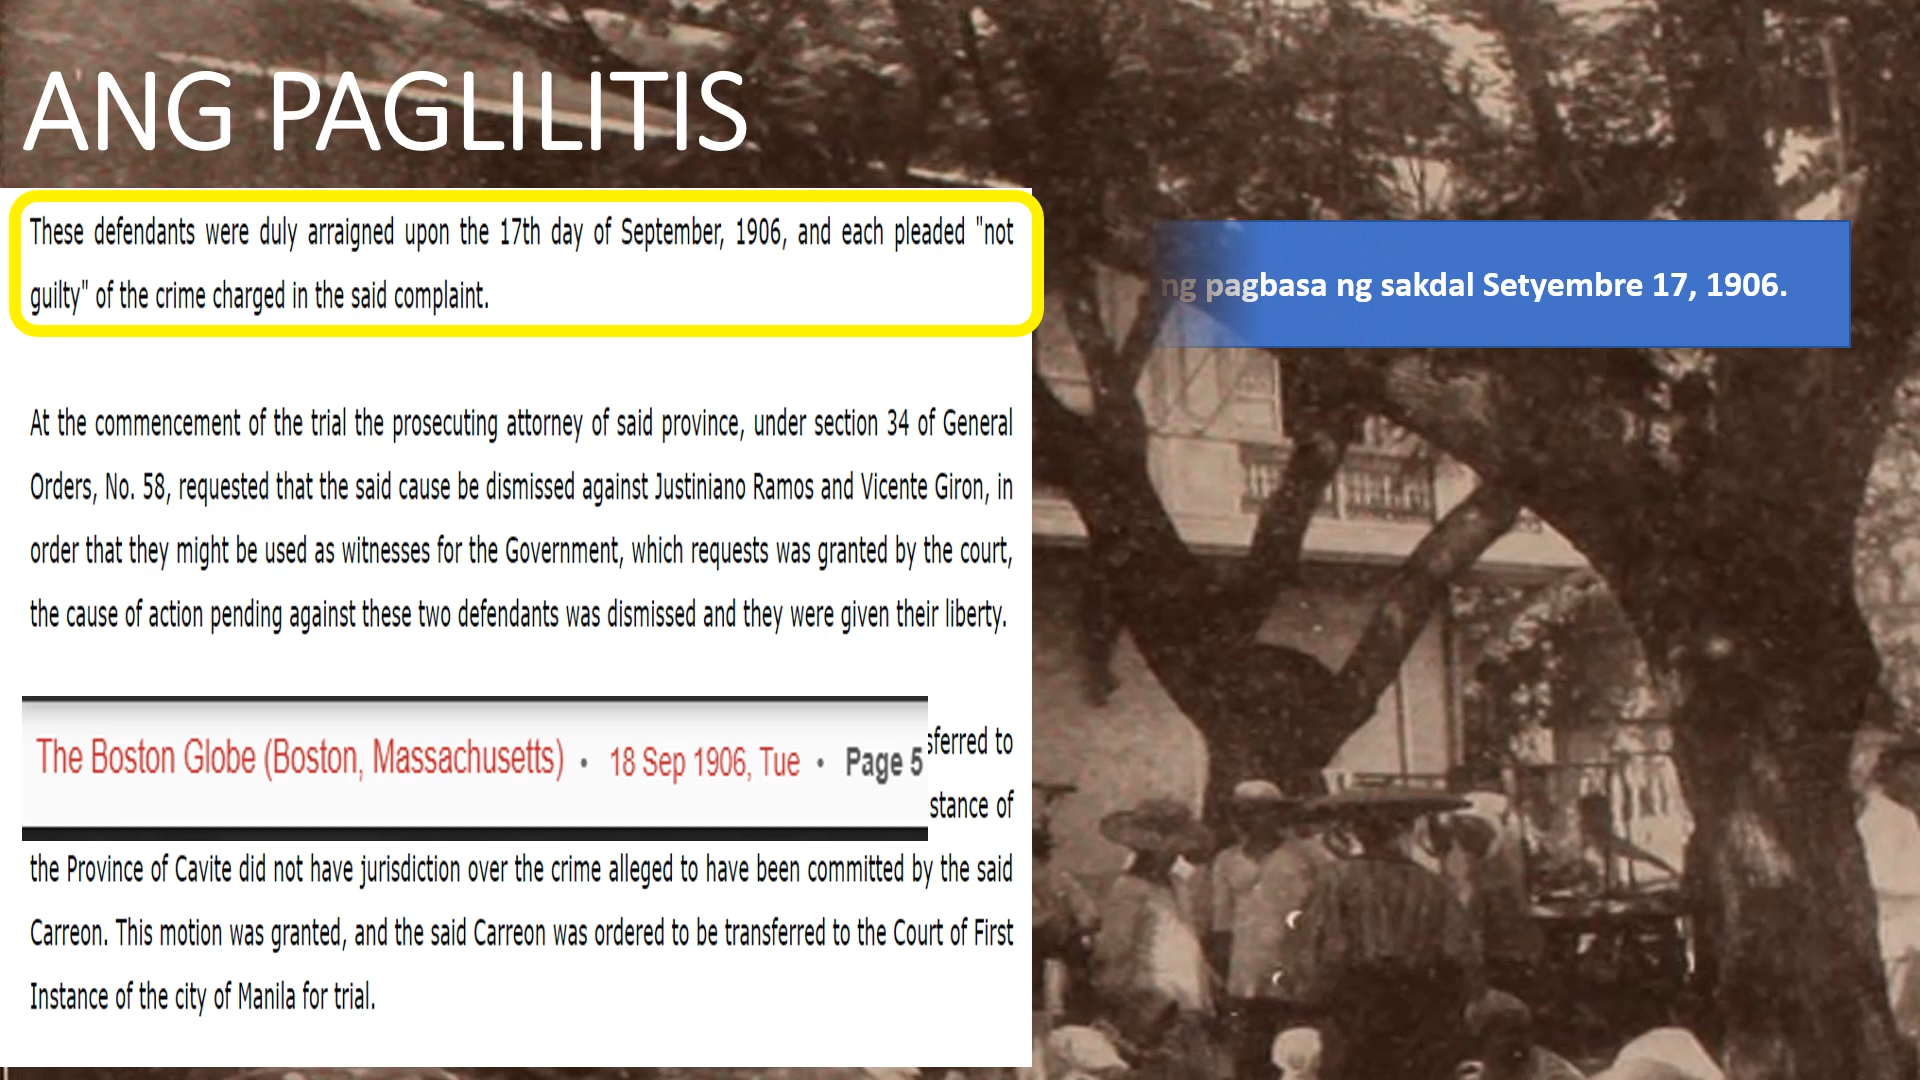 ANG PAGLILITIS
These defendants were duly arraigned upon the 17th day of September, 1906, and each pleaded "not
guilty" of the crime charged in the said complaint.
ng pagbasa ng sakdal Setyembre 17, 1906.
At the commencement of the trial the prosecuting attorney of said province, under section 34 of General
Orders, No. 58, requested that the said cause be dismissed against Justiniano Ramos and Vicente Giron, in
order that they might be used as witnesses for the Government, which requests was granted by the court,
the cause of action pending against these two defendants was dismissed and they were given their liberty.
The Boston Globe (Boston, Massachusetts) • 18 Sep 1906, Tue • Page 5
sferred to
stance of
the Province of Cavite did not have jurisdiction over the crime alleged to have been committed by the said
Carreon. This motion was granted, and the said Carreon was ordered to be transferred to the Court of First
Instance of the city of Manila for trial.